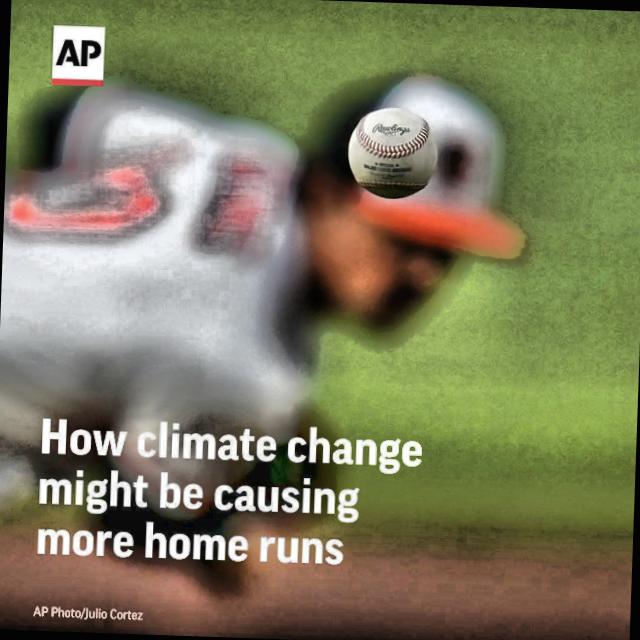 AP
Rawlings
How climate change
might be causing
more home runs
AP Photo/Julio Cortez